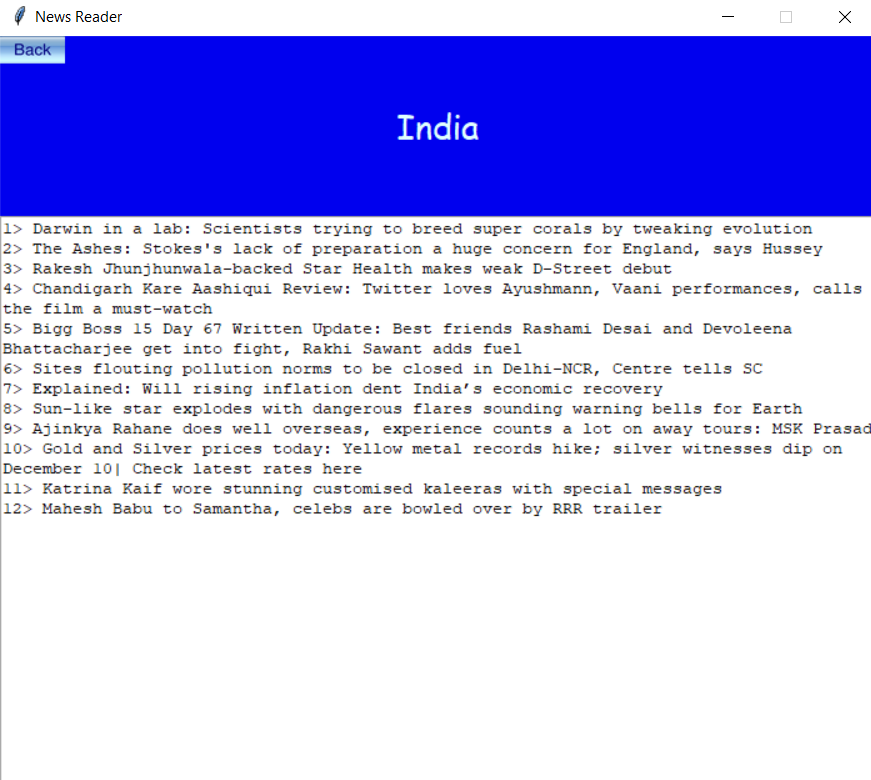 News Reader
Back
India
1> Darwin in a lab: Scientists trying to breed super corals by tweaking evolution
2> The Ashes: Stokes's lack of preparation a huge concern for England, says Hussey
3> Rakesh Jhunjhunwala-backed Star Health makes weak D-Street debut
4> Chandigarh Kare Aashiqui Review: Twitter loves Ayushmann, Vaani performances, calls
the film a must-watch
5> Bigg Boss 15 Day 67 Written Update: Best friends Rashami Desai and Devoleena
Bhattacharjee get into fight, Rakhi Sawant adds fuel
6> Sites flouting pollution norms to be closed in Delhi-NCR, Centre tells SC
7> Explained: Will rising inflation dent India’s economic recovery
8> Sun-like star explodes with dangerous flares sounding warning bells for Earth
9> Ajinkya Rahane does well overseas, experience counts a lot on away tours: MSK Prasad
10> Gold and Silver prices today: Yellow metal records hike; silver witnesses dip on
December 10| Check latest rates here
11> Katrina Kaif wore stunning customised kaleeras with special messages
12> Mahesh Babu to Samantha, celebs are bowled over by RRR trailer